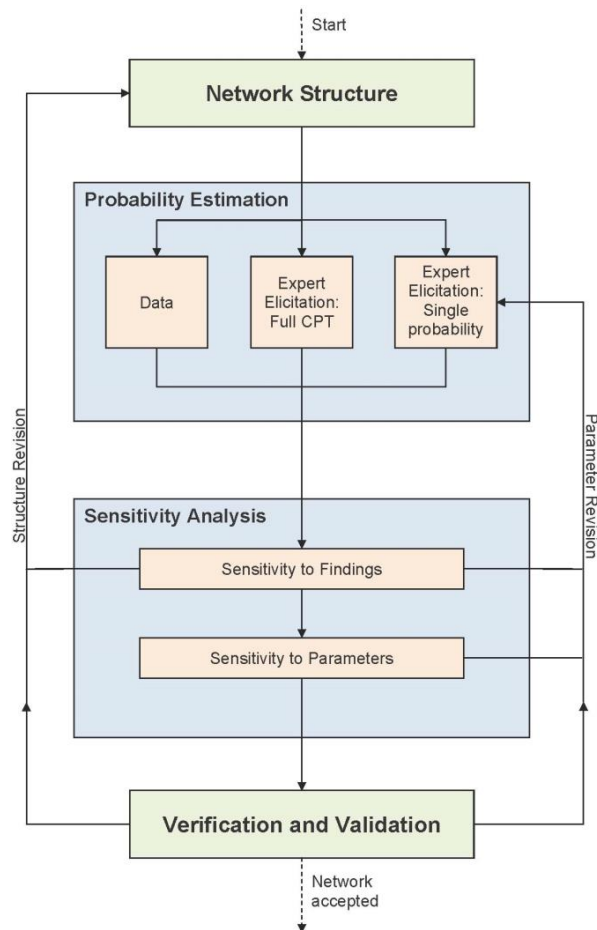 Start
Network Structure
Probability Estimation
Data
Expert
Elicitation:
Full CPT
Expert
Elicitation:
Single
probability
Structure Revision
Parameter Revision
Sensitivity Analysis
Sensitivity to Findings
Sensitivity to Parameters
Verification and Validation
Network
accepted